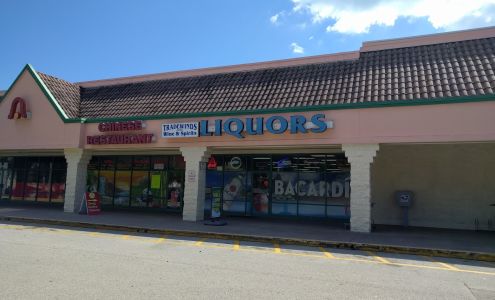 CHINESE
RESTAURANT
TRADEWINDS
Wine & Spirits
LIQUORS
BACARDI